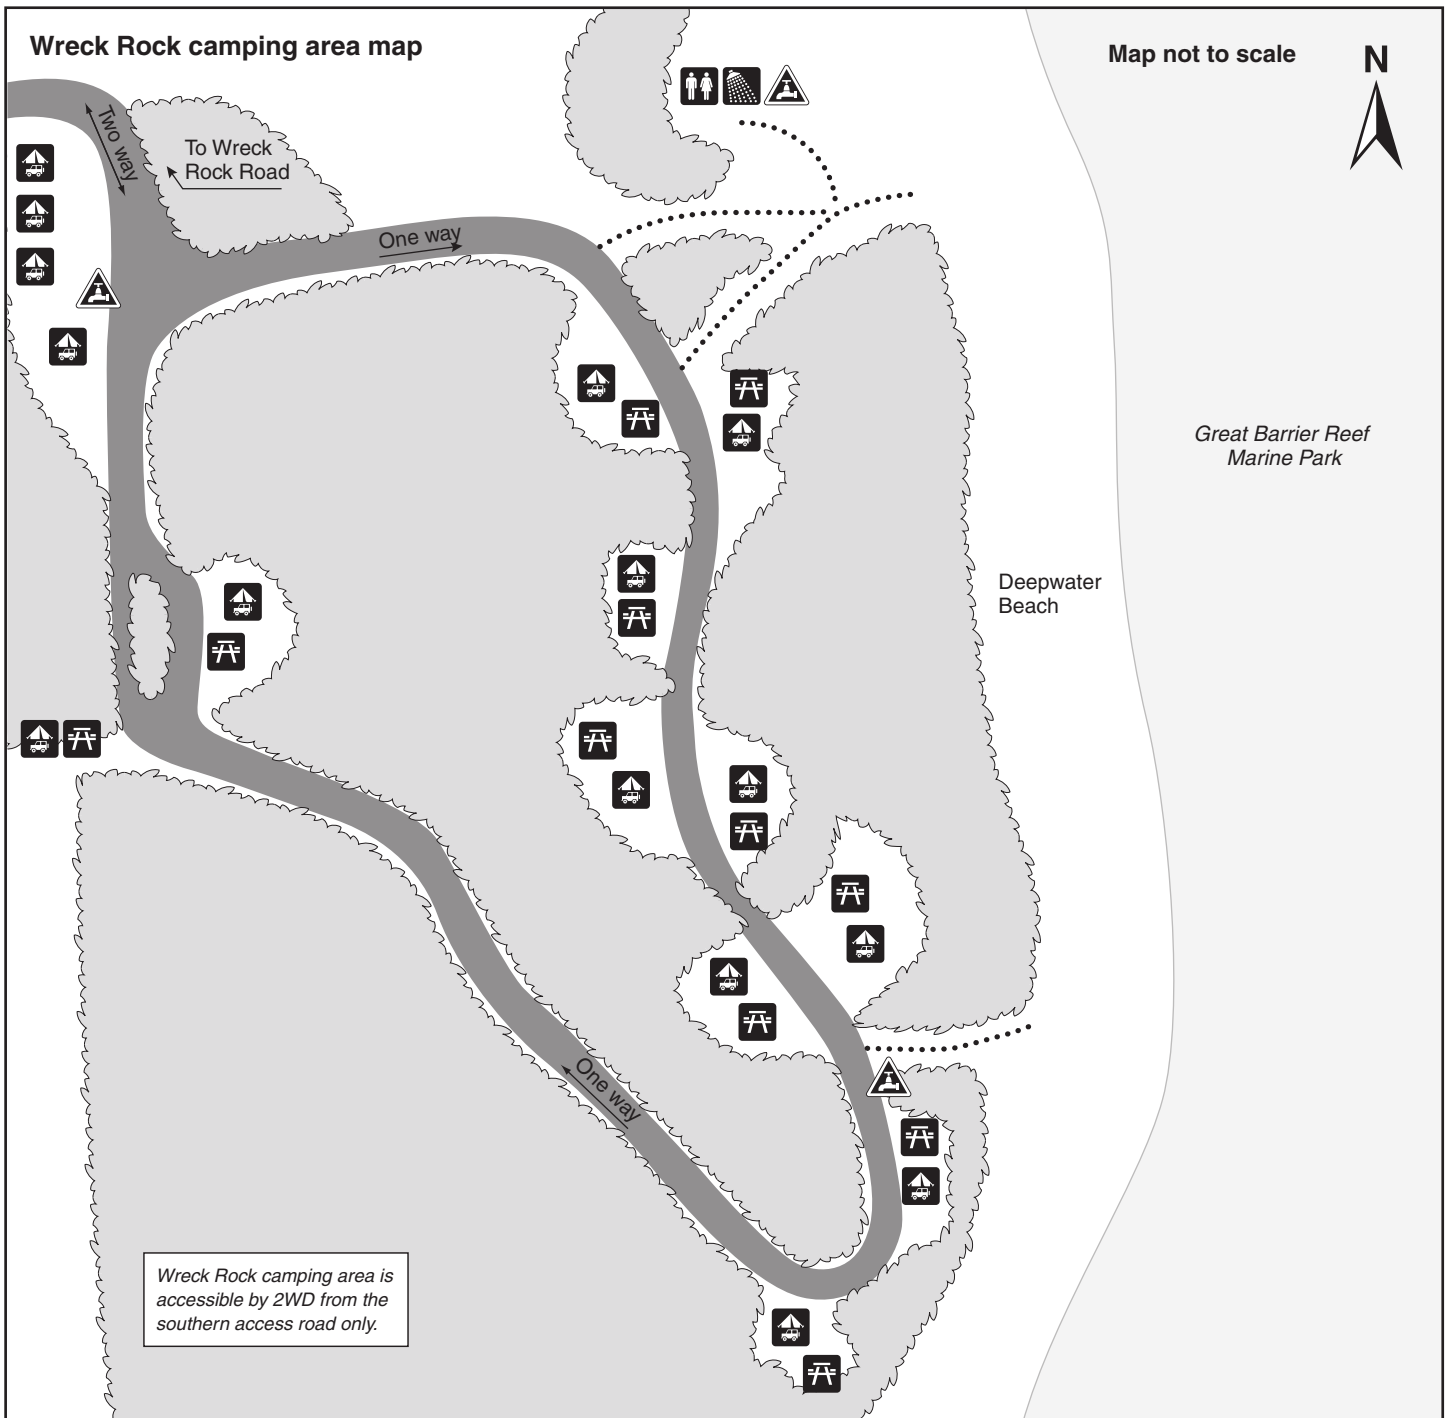 Wreck Rock camping area map
Map not to scale
N
Two way
To Wreck
Rock Road
One way
Great Barrier Reef
Marine Park
Deepwater
Beach
One way
Wreck Rock camping area is
accessible by 2WD from the
southern access road only.